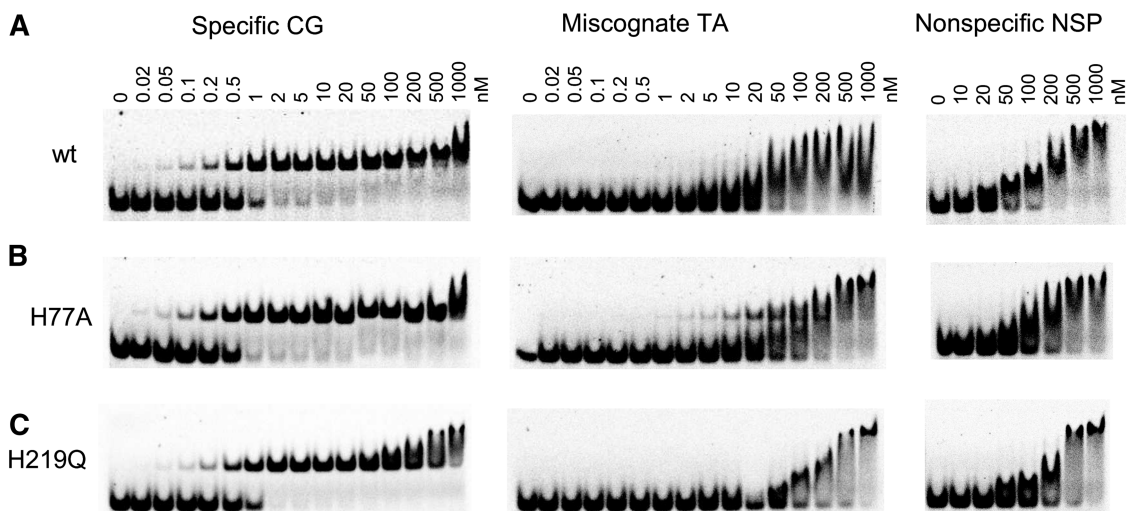 A
Specific CG
Miscognate TA
Nonspecific NSP
0 0.02 0.05 0.1 0.2 0.5 1 2 5 10 20 50 100 200 500 1000 nM
0 0.02 0.05 0.1 0.2 0.5 1 2 5 10 20 50 100 200 500 1000 nM
0 10 20 50 100 200 500 1000 nM
wt
B
H77A
C
H219Q